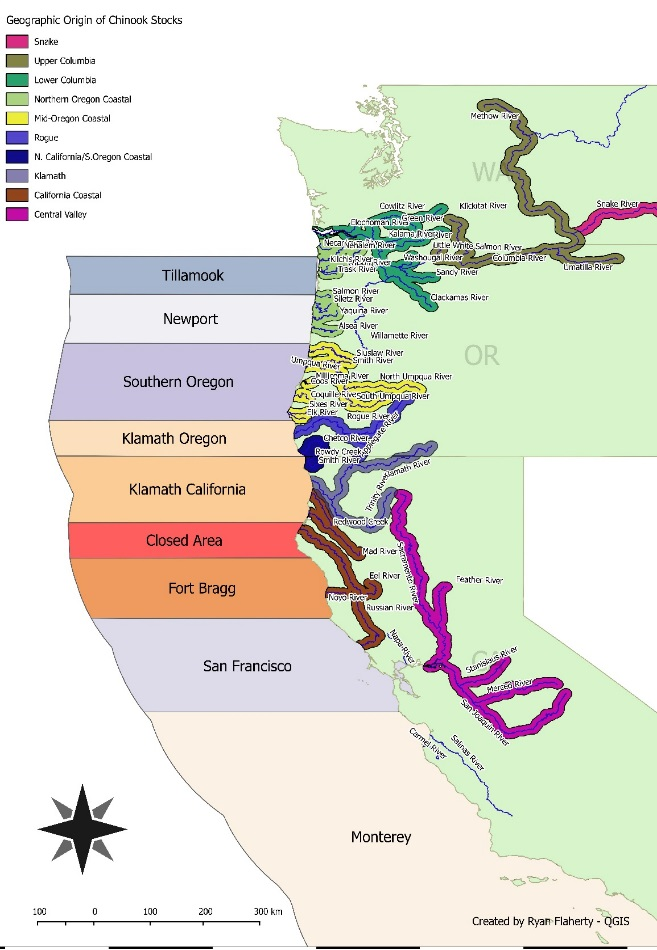 Geographic Origin of Chinook Stocks
Snake
Upper Columbia
Lower Columbia
Northern Oregon Coastal
Mid-Oregon Coastal
Rogue
N. California/S.Oregon Coastal
Klamath
California Coastal
Central Valley
Methow River
WA
Snake River
Cowlitz River
Klickitat River
Elochoman River
Green River
Kalama River
Neca
Nehalem River
Little White Salmon River
Kilchis River
Washougal River
Columbia River
Trask River
Sandy River
Umatilla River
Tillamook
Salmon River
Siletz River
Clackamas River
Yaquina River
Newport
Alsea River
Willamette River
Siuslaw River
OR
Umpqua River
Smith River
Millicoma River
North Umpqua River
Southern Oregon
Coos River
Coquille River
South Umpqua River
Sixes River
Elk River
Rogue River
Applegate River
Klamath Oregon
Chetco River
Rowdy Creek
Smith River
Klamath River
Klamath California
Trinity River
Redwood Creek
Closed Area
Mad River
Sacramento River
Eel River
Feather River
Fort Bragg
Noyo River
Russian River
Napa River
San Francisco
Stanislaus River
Merced River
San Joaquin River
Carmel River
Salinas River
Monterey
100 0 100 200 300 km
Created by Ryan Flaherty - QGIS